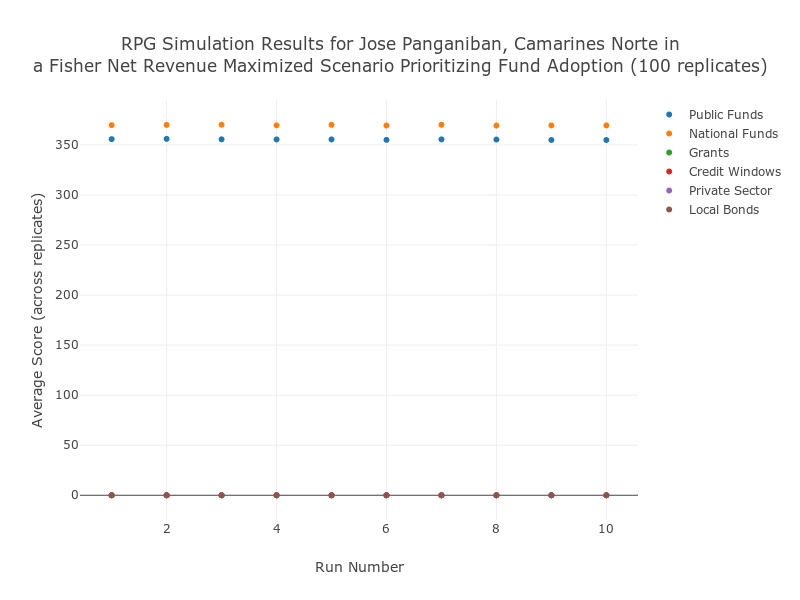 RPG Simulation Results for Jose Panganiban, Camarines Norte in
a Fisher Net Revenue Maximized Scenario Prioritizing Fund Adoption (100 replicates)
Public Funds
National Funds
Grants
Credit Windows
Private Sector
Local Bonds
Average Score (across replicates)
350
300
250
200
150
100
50
0
2
4
6
8
10
Run Number